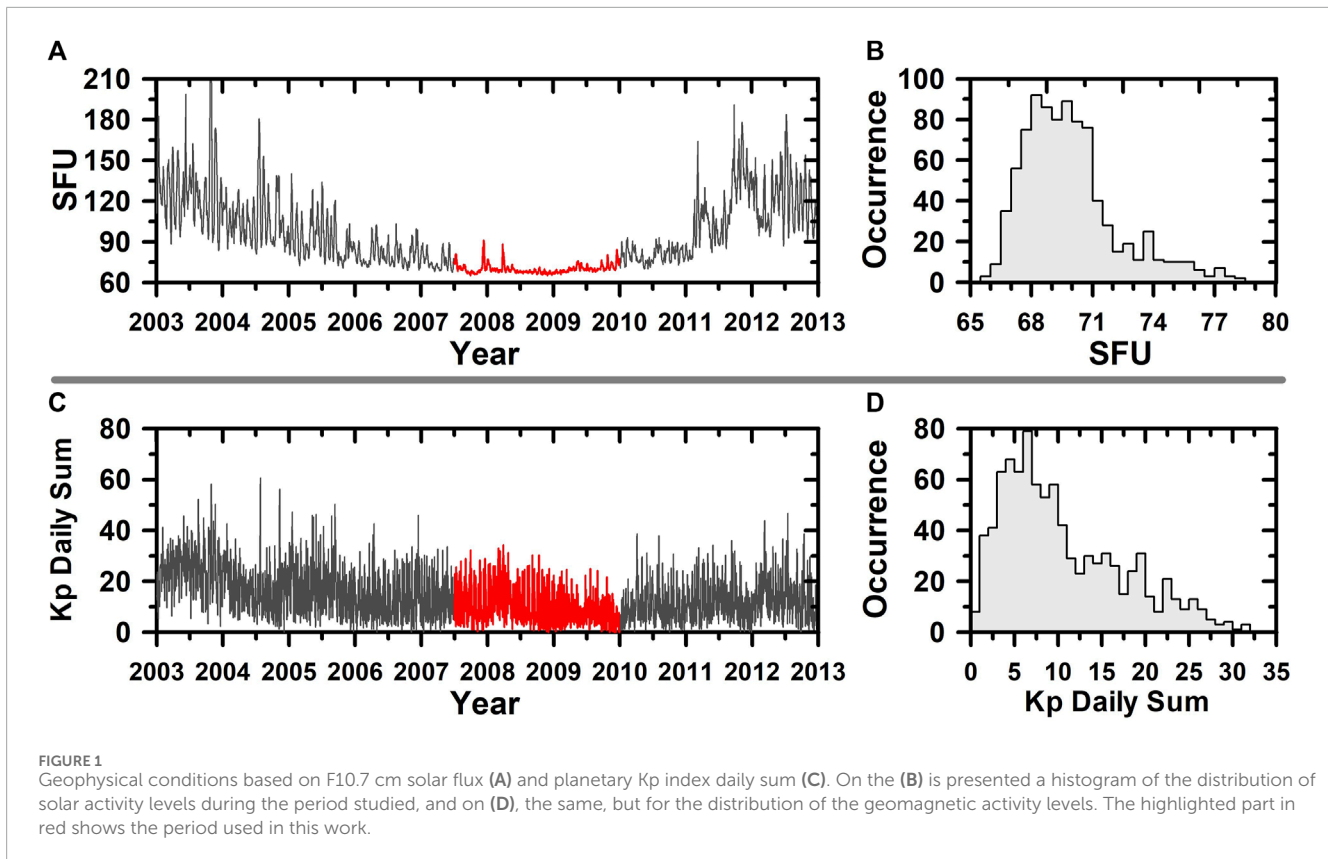 A
210
180
150
120
90
60
SFU
2003 2004 2005 2006 2007 2008 2009 2010 2011 2012 2013
Year
B
100
80
60
40
20
0
Occurrence
65 68 71 74 77 80
SFU
C
80
60
40
20
0
Kp Daily Sum
2003 2004 2005 2006 2007 2008 2009 2010 2011 2012 2013
Year
D
80
60
40
20
0
Occurrence
0 5 10 15 20 25 30 35
Kp Daily Sum
FIGURE 1
Geophysical conditions based on F10.7 cm solar flux (A) and planetary Kp index daily sum (C). On the (B) is presented a histogram of the distribution of
solar activity levels during the period studied, and on (D), the same, but for the distribution of the geomagnetic activity levels. The highlighted part in
red shows the period used in this work.